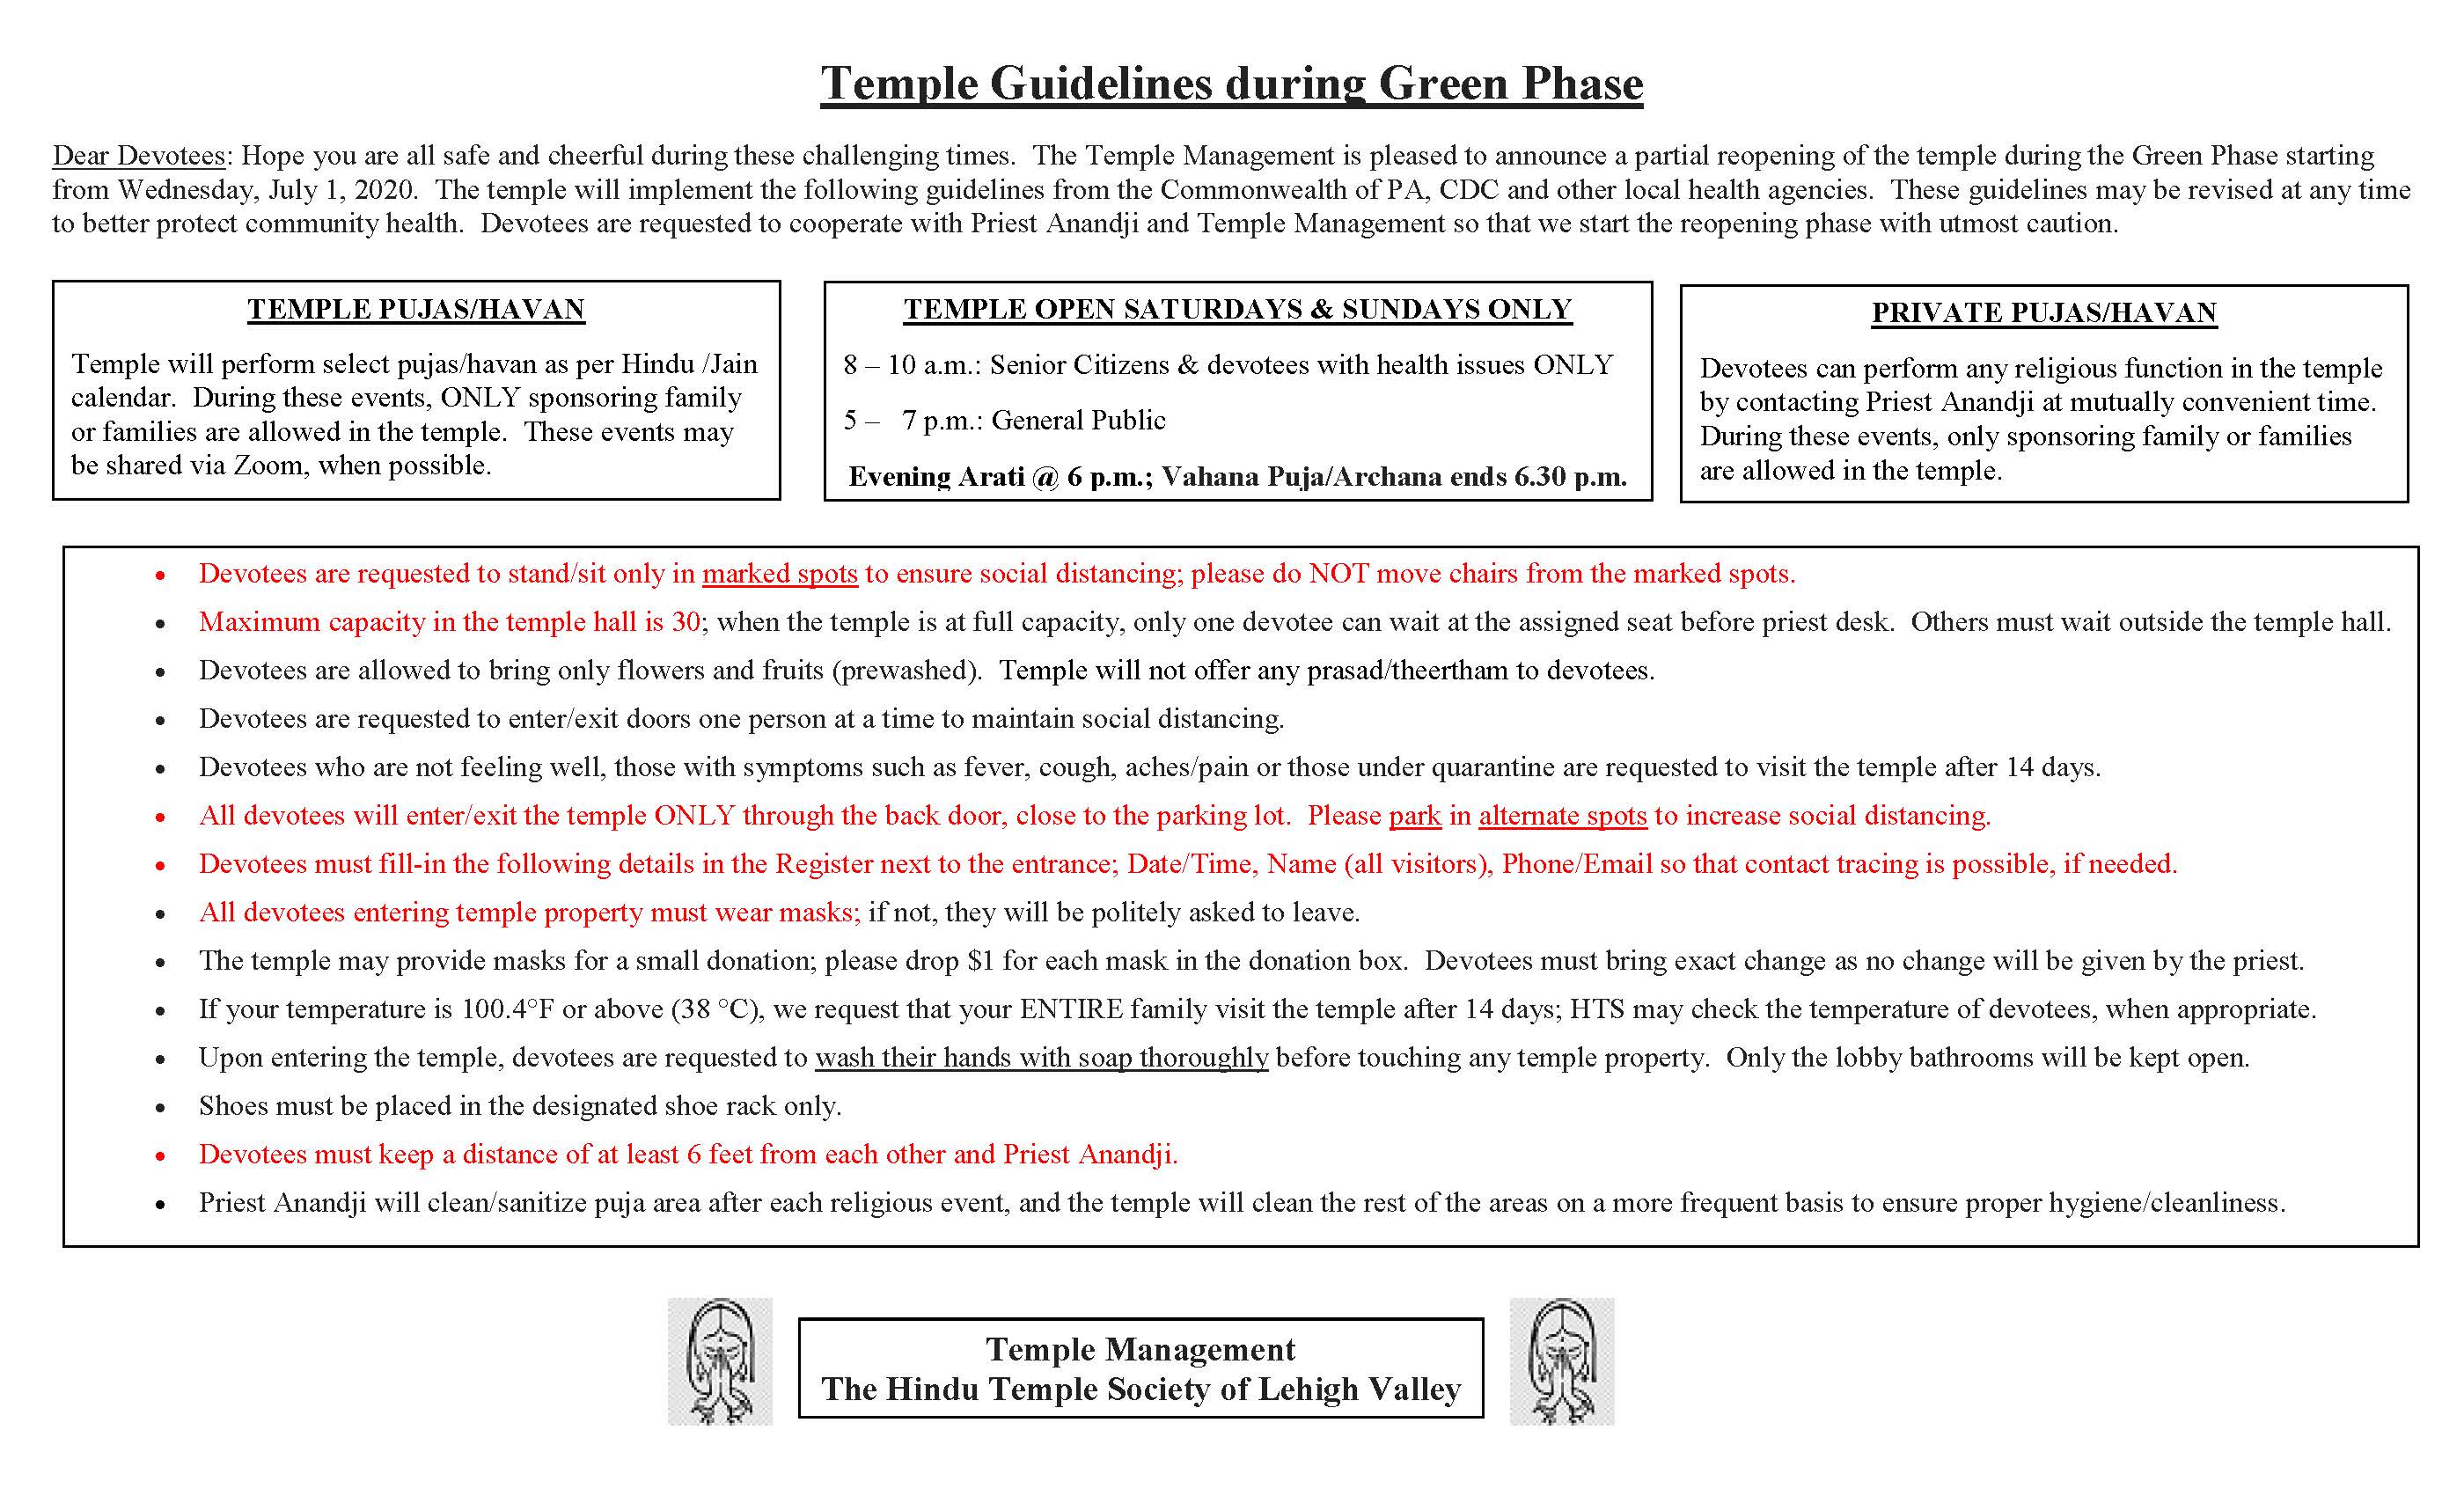 Temple Guidelines during Green Phase
Dear Devotees: Hope you are all safe and cheerful during these challenging times. The Temple Management is pleased to announce a partial reopening of the temple during the Green Phase starting
from Wednesday, July 1, 2020. The temple will implement the following guidelines from the Commonwealth of PA, CDC and other local health agencies. These guidelines may be revised at any time
to better protect community health. Devotees are requested to cooperate with Priest Anandji and Temple Management so that we start the reopening phase with utmost caution.
TEMPLE PUJAS/HAVAN
Temple will perform select pujas/havan as per Hindu /Jain
calendar. During these events, ONLY sponsoring family
or families are allowed in the temple. These events may
be shared via Zoom, when possible.
TEMPLE OPEN SATURDAYS & SUNDAYS ONLY
8 – 10 a.m.: Senior Citizens & devotees with health issues ONLY
5 – 7 p.m.: General Public
Evening Arati @ 6 p.m.; Vahana Puja/Archana ends 6.30 p.m.
PRIVATE PUJAS/HAVAN
Devotees can perform any religious function in the temple
by contacting Priest Anandji at mutually convenient time.
During these events, only sponsoring family or families
are allowed in the temple.
• Devotees are requested to stand/sit only in marked spots to ensure social distancing; please do NOT move chairs from the marked spots.
• Maximum capacity in the temple hall is 30; when the temple is at full capacity, only one devotee can wait at the assigned seat before priest desk. Others must wait outside the temple hall.
• Devotees are allowed to bring only flowers and fruits (prewashed). Temple will not offer any prasad/theertham to devotees.
• Devotees are requested to enter/exit doors one person at a time to maintain social distancing.
• Devotees who are not feeling well, those with symptoms such as fever, cough, aches/pain or those under quarantine are requested to visit the temple after 14 days.
• All devotees will enter/exit the temple ONLY through the back door, close to the parking lot. Please park in alternate spots to increase social distancing.
• Devotees must fill-in the following details in the Register next to the entrance; Date/Time, Name (all visitors), Phone/Email so that contact tracing is possible, if needed.
• All devotees entering temple property must wear masks; if not, they will be politely asked to leave.
• The temple may provide masks for a small donation; please drop $1 for each mask in the donation box. Devotees must bring exact change as no change will be given by the priest.
• If your temperature is 100.4°F or above (38 °C), we request that your ENTIRE family visit the temple after 14 days; HTS may check the temperature of devotees, when appropriate.
• Upon entering the temple, devotees are requested to wash their hands with soap thoroughly before touching any temple property. Only the lobby bathrooms will be kept open.
• Shoes must be placed in the designated shoe rack only.
• Devotees must keep a distance of at least 6 feet from each other and Priest Anandji.
• Priest Anandji will clean/sanitize puja area after each religious event, and the temple will clean the rest of the areas on a more frequent basis to ensure proper hygiene/cleanliness.
Temple Management
The Hindu Temple Society of Lehigh Valley